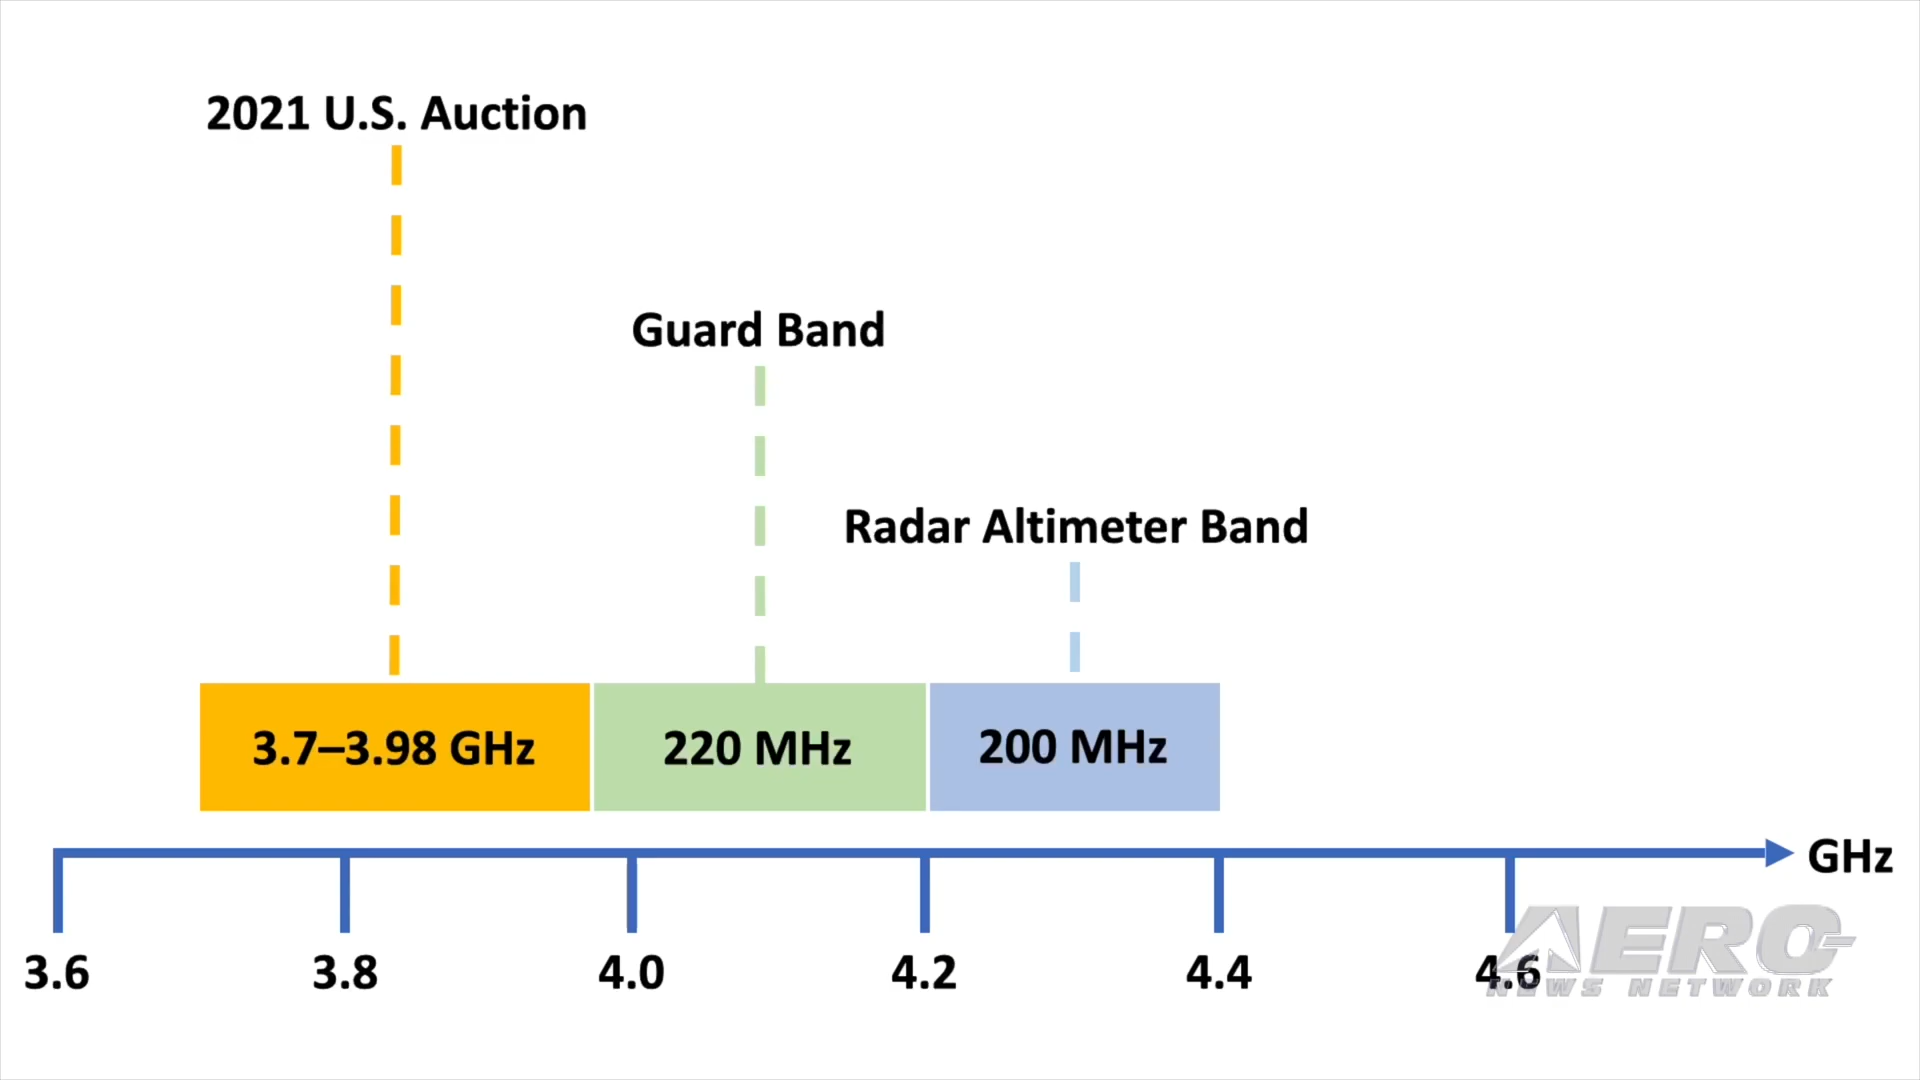 2021 U.S. Auction
Guard Band
Radar Altimeter Band
3.7–3.98 GHz
220 MHz
200 MHz
GHz
3.6
3.8
4.0
4.2
4.4
4.6
AERO
NEWS NETWORK